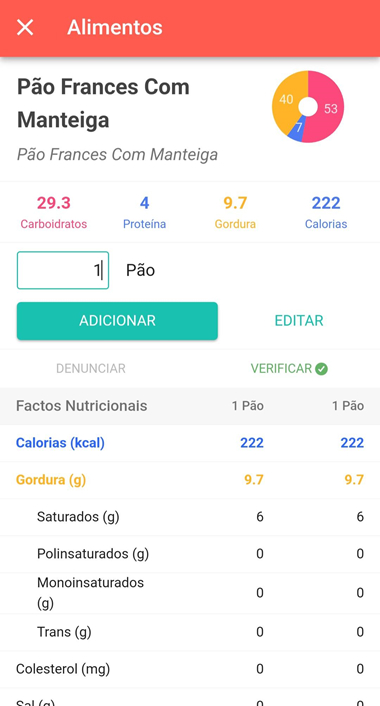 Alimentos
Pão Frances Com
Manteiga
Pão Frances Com Manteiga
40
53
7
29.3 4 9.7 222
Carboidratos Proteína Gordura Calorias
1 Pão
ADICIONAR EDITAR
DENUNCIAR VERIFICAR
Factos Nutricionais 1 Pão 1 Pão
Calorias (kcal) 222 222
Gordura (g) 9.7 9.7
Saturados (g) 6 6
Polinsaturados (g) 0 0
Monoinsaturados
(g) 0 0
Trans (g) 0 0
Colesterol (mg) 0 0
Sal (g) 0 0